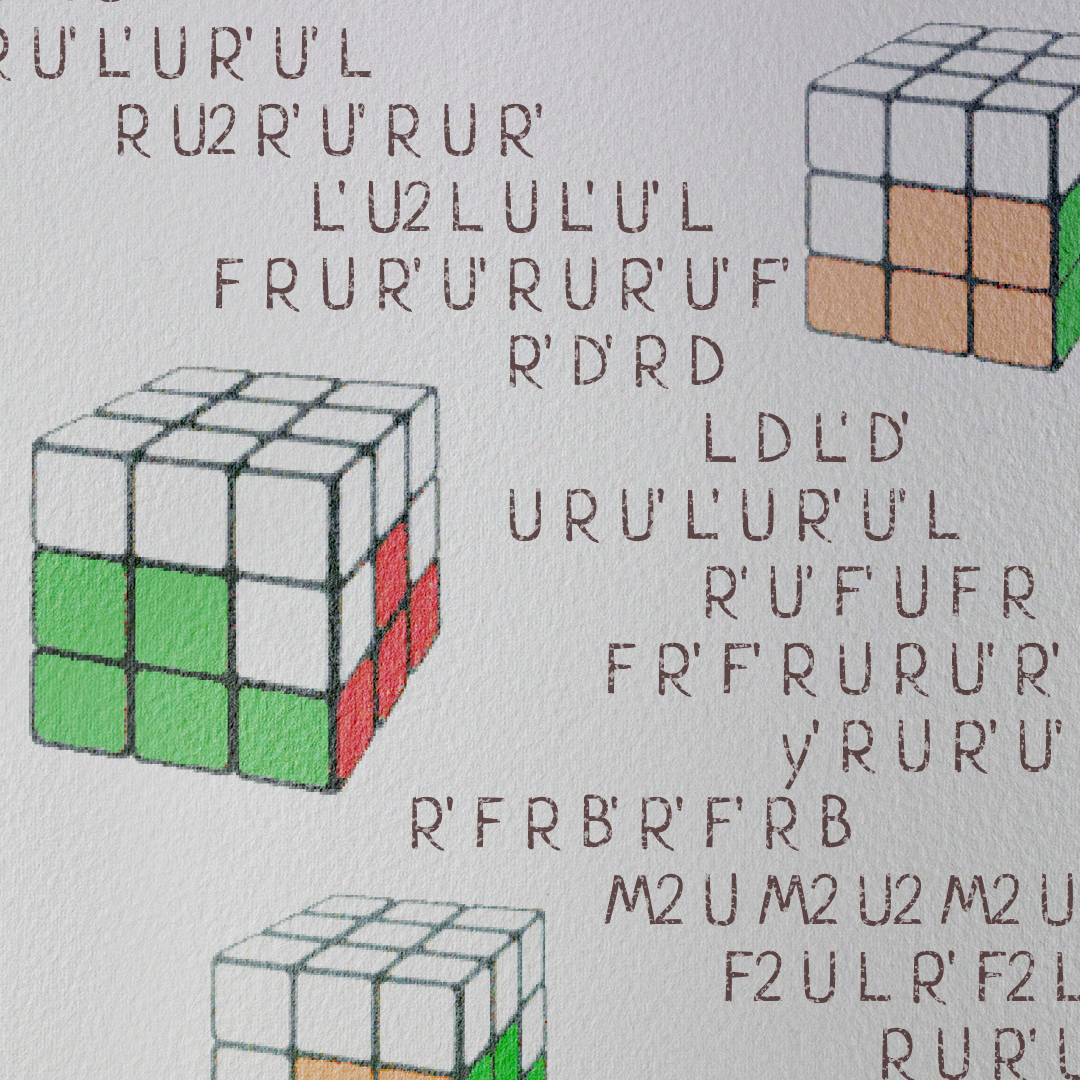 R U' L' U R' U' L
R U2 R' U' R U R'
L' U2 L U L' U' L
F R U R' U' R U R' U' F'
R' D' R D
L D L' D'
U R U' L' U R' U' L
R' U' F' U F R
F R' F' R U R U' R'
y' R U R' U'
R' F R B' R' F' R B
M2 U M2 U2 M2 U
F2 U L R' F2 L
R U R' U